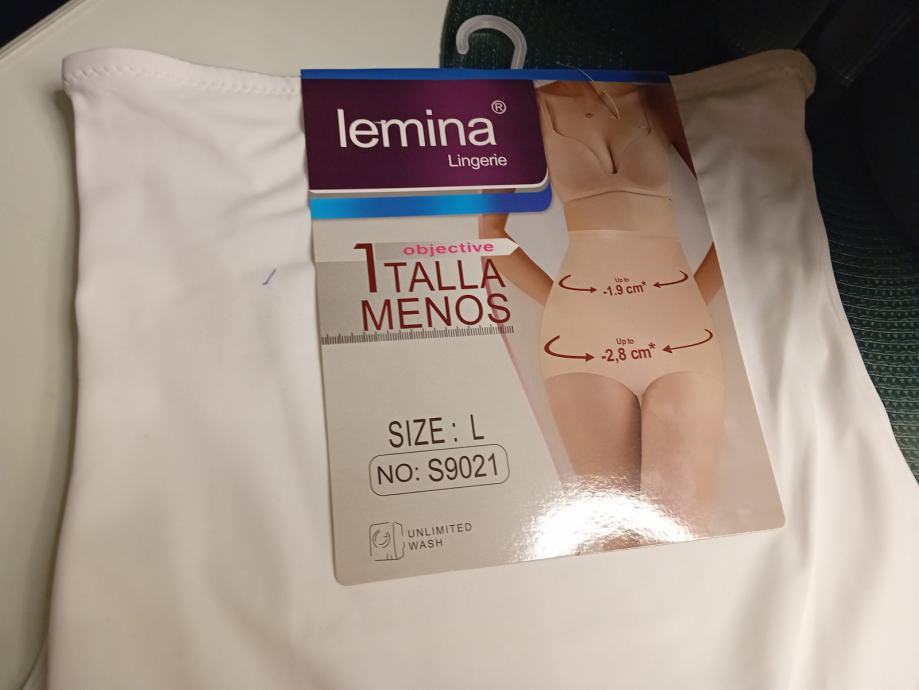 lemina®
Lingerie
objective
1 TALLA
MENOS
Up to
-1.9 cm*
Up to
-2,8 cm*
SIZE : L
NO: S9021
UNLIMITED
WASH